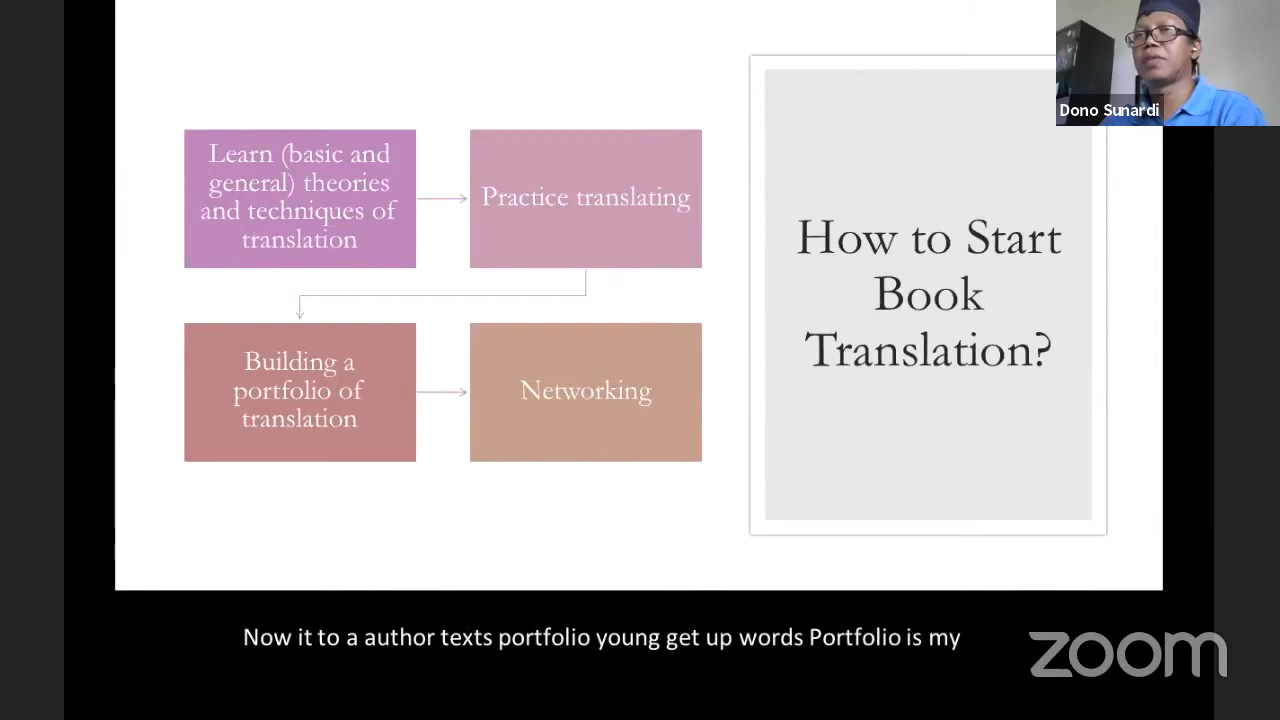 Learn (basic and
general) theories
and techniques of
translation
Practice translating
Building a
portfolio of
translation
Networking
How to Start
Book
Translation?
Dono Sunardi
Now it to a author texts portfolio young get up words Portfolio is my
zoom